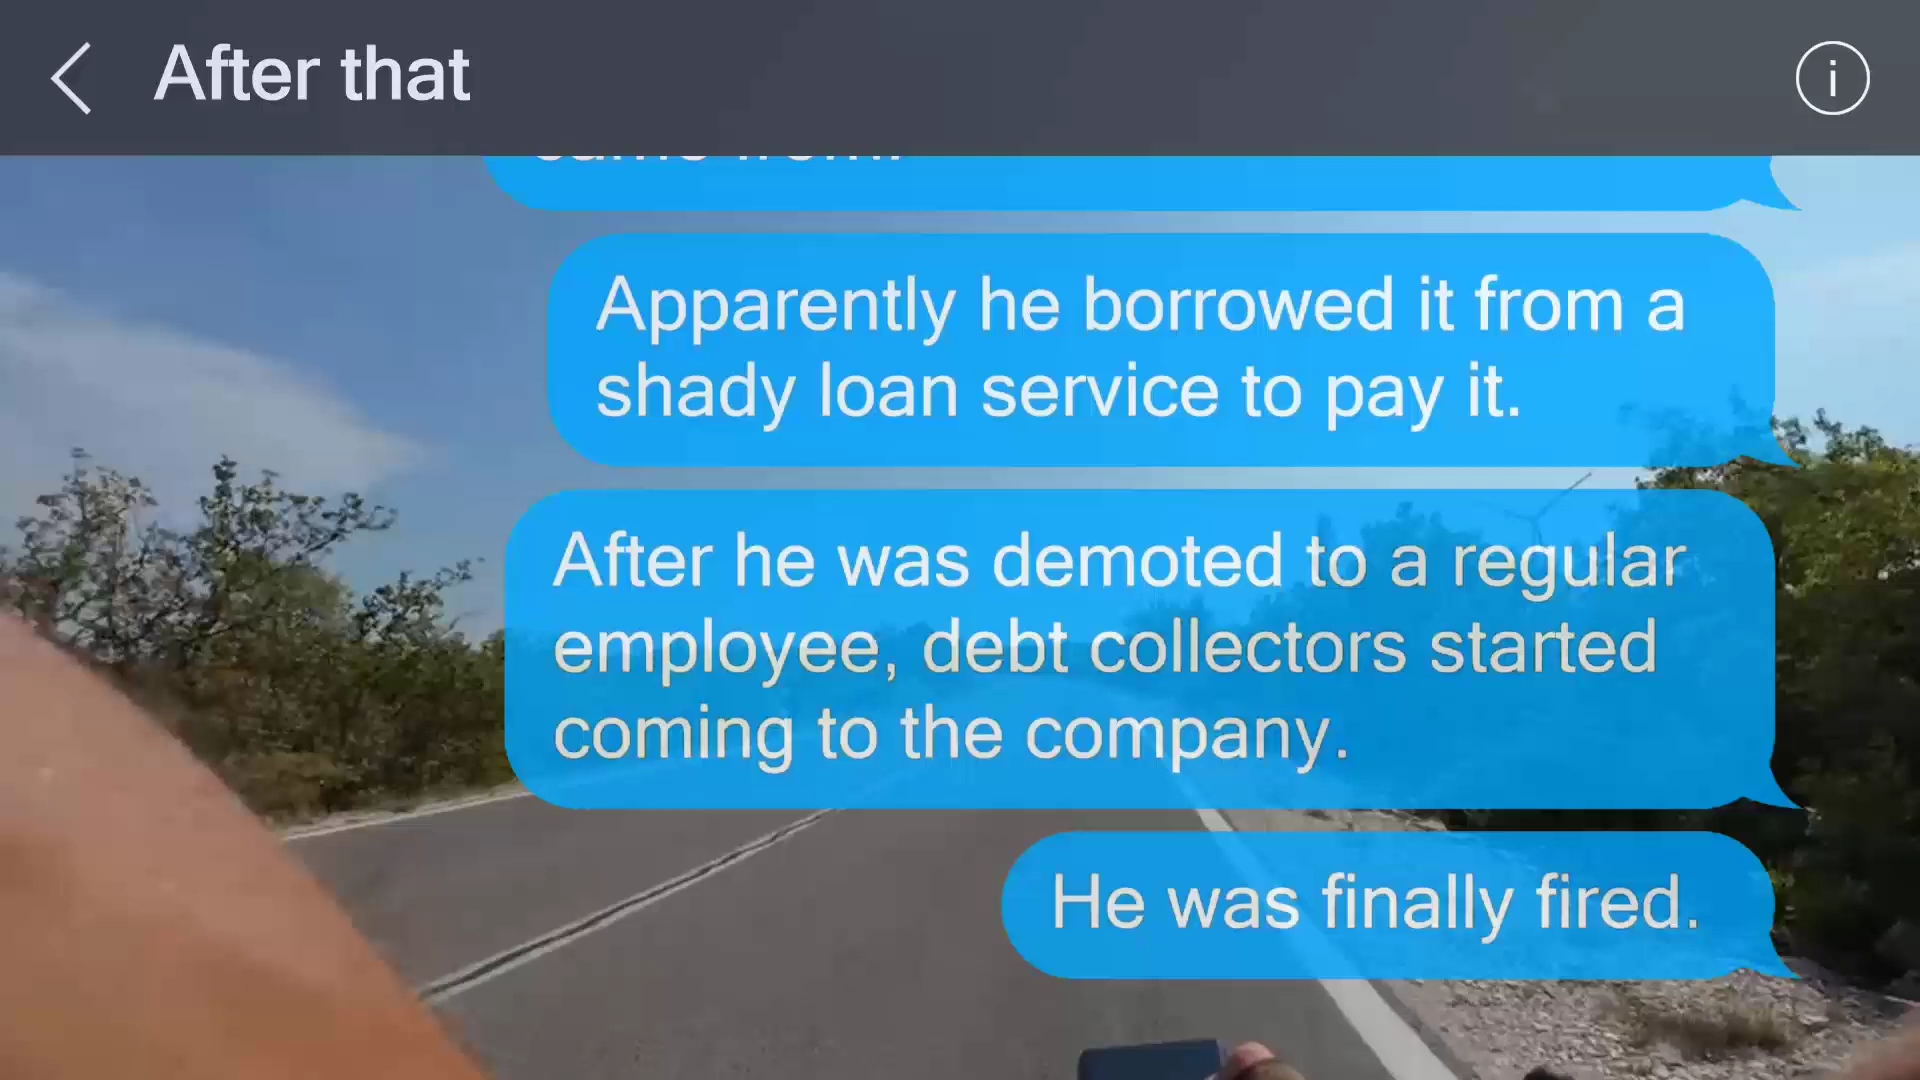 After that
Apparently he borrowed it from a
shady loan service to pay it.
After he was demoted to a regular
employee, debt collectors started
coming to the company.
He was finally fired.